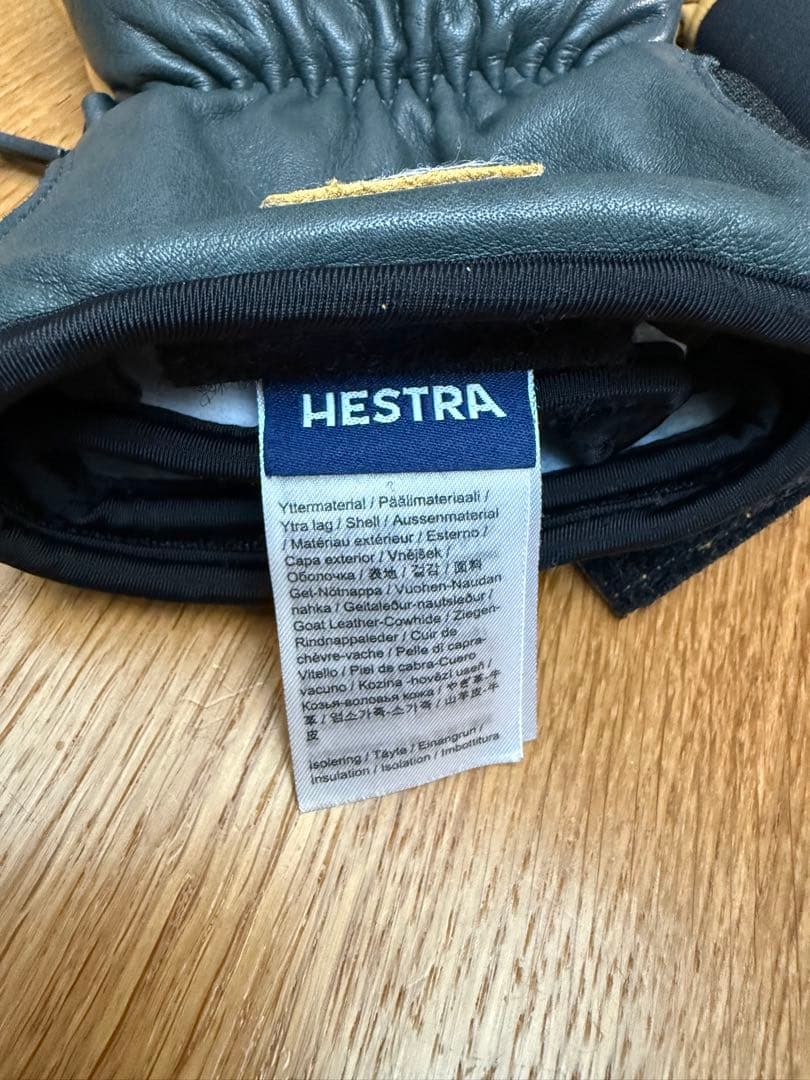 HESTRA
Yttermaterial / Päälimateriaali /
Ytra lag / Shell / Aussenmaterial
/ Matériau extérieur / Esterno /
Capa exterior / Vnějšek /
Оболочка / 表地 / 겉감 / 面料
Get-Nötnappa / Vuohen-Naudan
nahka / Geitaleður-nautsleður /
Goat Leather-Cowhide / Ziegen-
Rindnappaleder / Cuir de
chèvre-vache / Pelle di capra-
Vitello / Piel de cabra-Cuero
vacuno / Kozina -hovězí useň /
Козья-воловья кожа / やぎ革-牛
革 / 염소가죽-소가죽 / 山羊皮-牛
皮
Isolering / Täyte / Einangrun /
Insulation / Isolation / Imbottitura